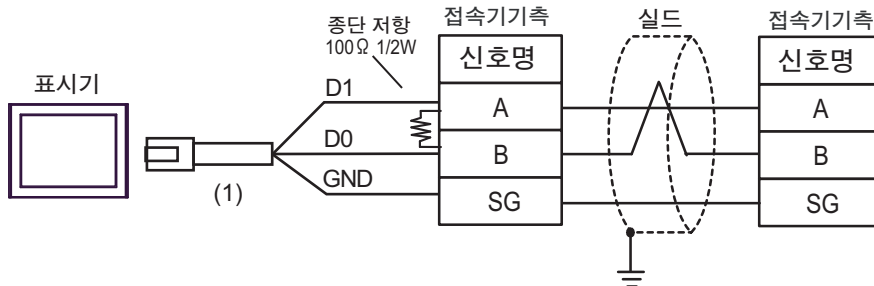 표시기
(1)
D1
D0
GND
종단 저항
100Ω 1/2W
접속기기측
신호명
A
B
SG
실드
접속기기측
신호명
A
B
SG